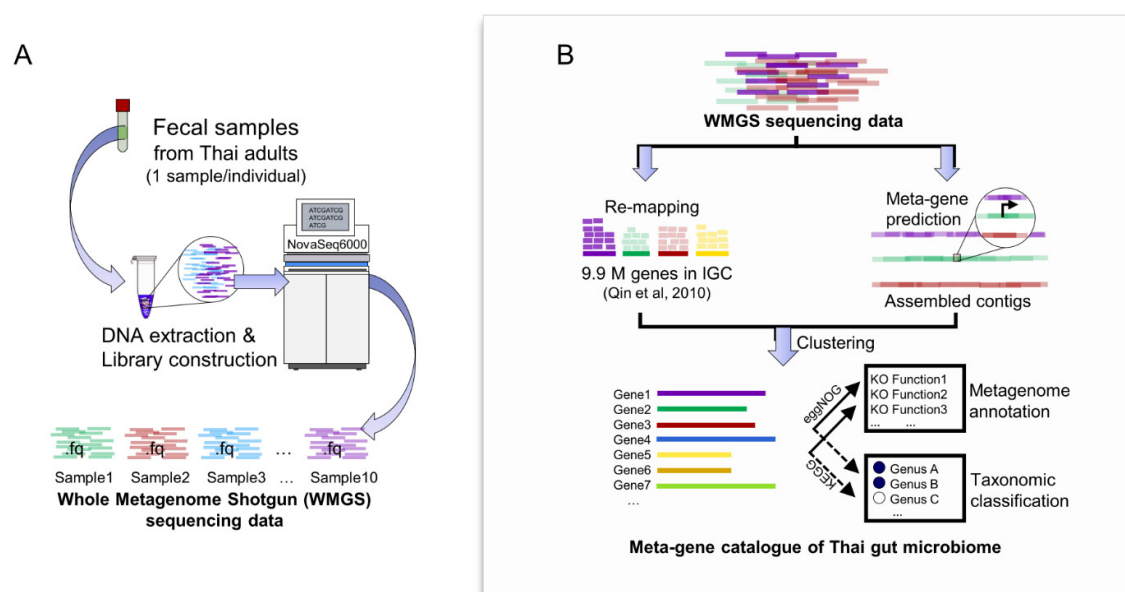 A
Fecal samples
from Thai adults
(1 sample/individual)
ATCGATCG
ATCGATCG
ATCG
NovaSeq6000
DNA extraction &
Library construction
.fq
.fq
.fq
...
.fq
Sample1
Sample2
Sample3
...
Sample10
Whole Metagenome Shotgun (WMGS)
sequencing data
B
WMGS sequencing data
Re-mapping
9.9 M genes in IGC
(Qin et al, 2010)
Meta-gene
prediction
Assembled contigs
Clustering
Gene1
Gene2
Gene3
Gene4
Gene5
Gene6
Gene7
...
eggNOG
KEGG
KO Function1
KO Function2
KO Function3
... ...
Metagenome
annotation
Genus A
Genus B
Genus C
...
Taxonomic
classification
Meta-gene catalogue of Thai gut microbiome